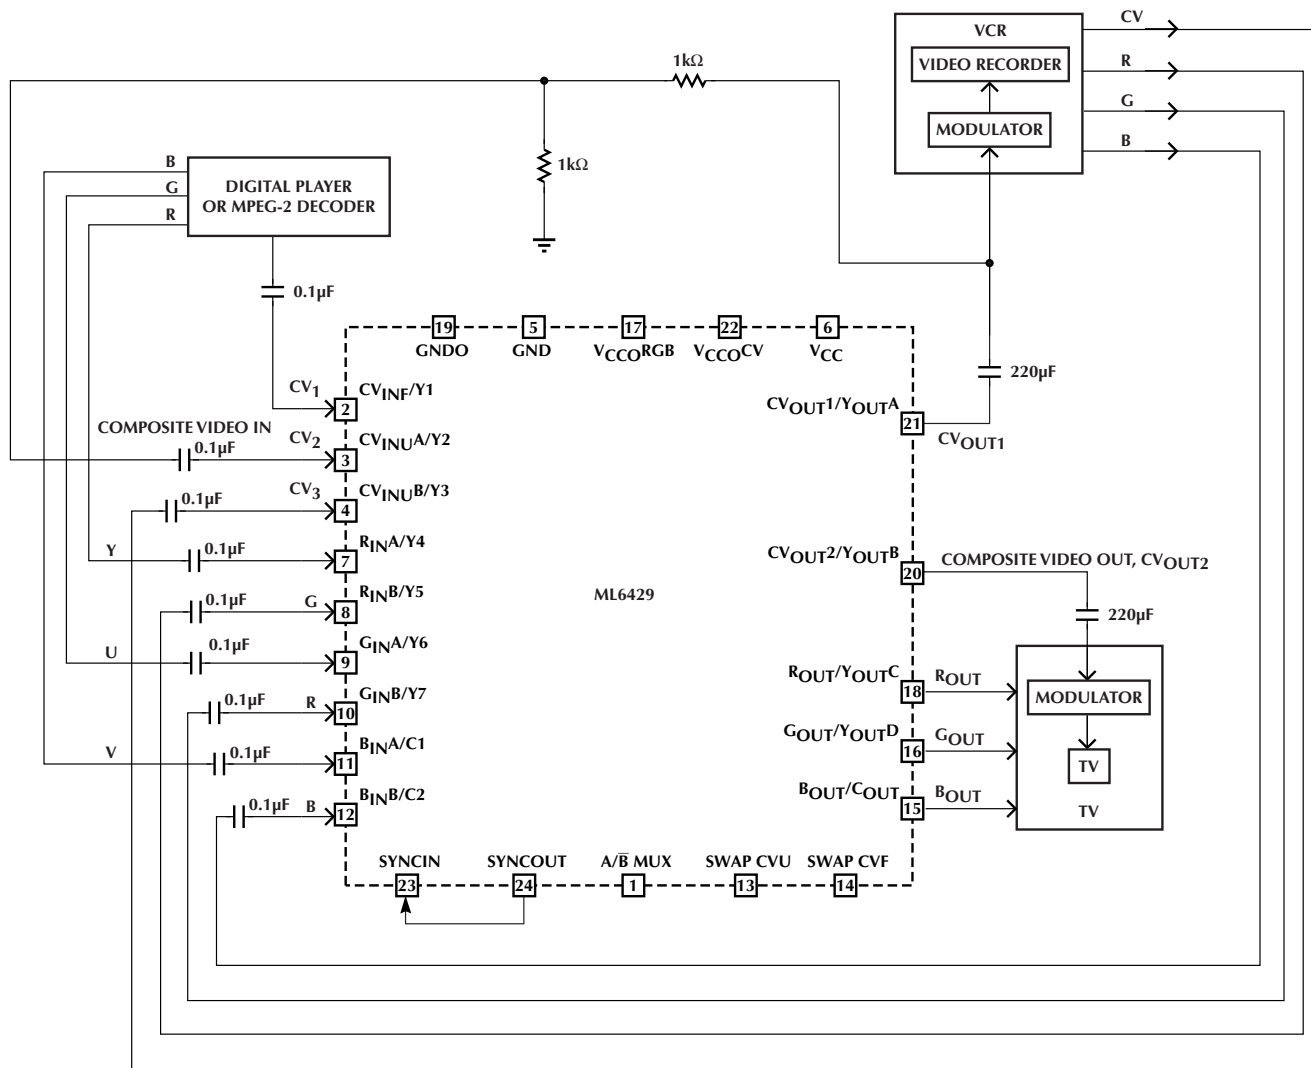 CV
VCR
R
VIDEO RECORDER
G
MODULATOR
B
1kΩ
1kΩ
B
G
R
DIGITAL PLAYER
OR MPEG-2 DECODER
0.1µF
19
5
17
22
6
GNDO
GND
VCCORGB
VCCOCV
VCC
220µF
CV1
CVINF/Y1
2
CVOUT1/YOUTA
21
CVOUT1
COMPOSITE VIDEO IN
0.1µF
CV2
CVINUA/Y2
3
0.1µF
CV3
CVINUB/Y3
4
Y
0.1µF
RINA/Y4
7
CVOUT2/YOUTB
20
COMPOSITE VIDEO OUT, CVOUT2
220µF
0.1µF
G
RINB/Y5
8
ML6429
U
0.1µF
GINA/Y6
9
ROUT/YOUTC
18
ROUT
MODULATOR
0.1µF
R
GINB/Y7
10
GOUT/YOUTD
16
GOUT
TV
V
0.1µF
BINA/C1
11
BOUT/COUT
15
BOUT
TV
0.1µF
B
BINB/C2
12
SYNCIN
SYNCOUT
A/B̅ MUX
SWAP CVU
SWAP CVF
23
24
1
13
14